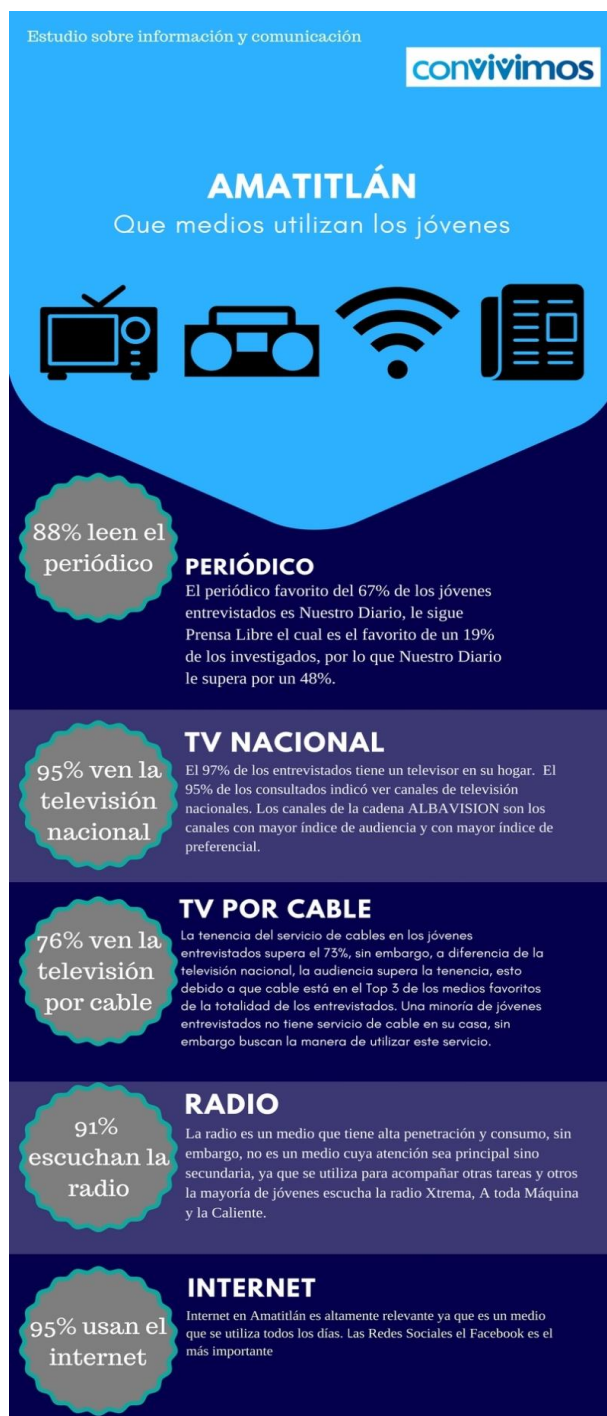 Estudio sobre información y comunicación
convivimos
AMATITLÁN
Que medios utilizan los jóvenes
88% leen el
periódico
PERIÓDICO
El periódico favorito del 67% de los jóvenes
entrevistados es Nuestro Diario, le sigue
Prensa Libre el cual es el favorito de un 19%
de los investigados, por lo que Nuestro Diario
le supera por un 48%.
95% ven la
televisión
nacional
TV NACIONAL
El 97% de los entrevistados tiene un televisor en su hogar. El
95% de los consultados indicó ver canales de televisión
nacionales. Los canales de la cadena ALBAVISION son los
canales con mayor índice de audiencia y con mayor índice de
preferencial.
76% ven la
televisión
por cable
TV POR CABLE
La tenencia del servicio de cables en los jóvenes
entrevistados supera el 73%, sin embargo, a diferencia de la
televisión nacional, la audiencia supera la tenencia, esto
debido a que cable está en el Top 3 de los medios favoritos
de la totalidad de los entrevistados. Una minoría de jóvenes
entrevistados no tiene servicio de cable en su casa, sin
embargo buscan la manera de utilizar este servicio.
91%
escuchan la
radio
RADIO
La radio es un medio que tiene alta penetración y consumo, sin
embargo, no es un medio cuya atención sea principal sino
secundaria, ya que se utiliza para acompañar otras tareas y otros
la mayoría de jóvenes escucha la radio Xtrema, A toda Máquina
y la Caliente.
95% usan el
internet
INTERNET
Internet en Amatitlán es altamente relevante ya que es un medio
que se utiliza todos los días. Las Redes Sociales el Facebook es el
más importante